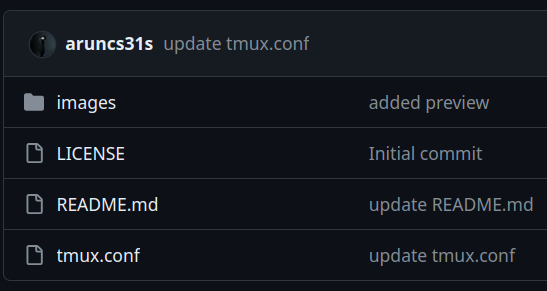 aruncs31s update tmux.conf
images added preview
LICENSE Initial commit
README.md update README.md
tmux.conf update tmux.conf